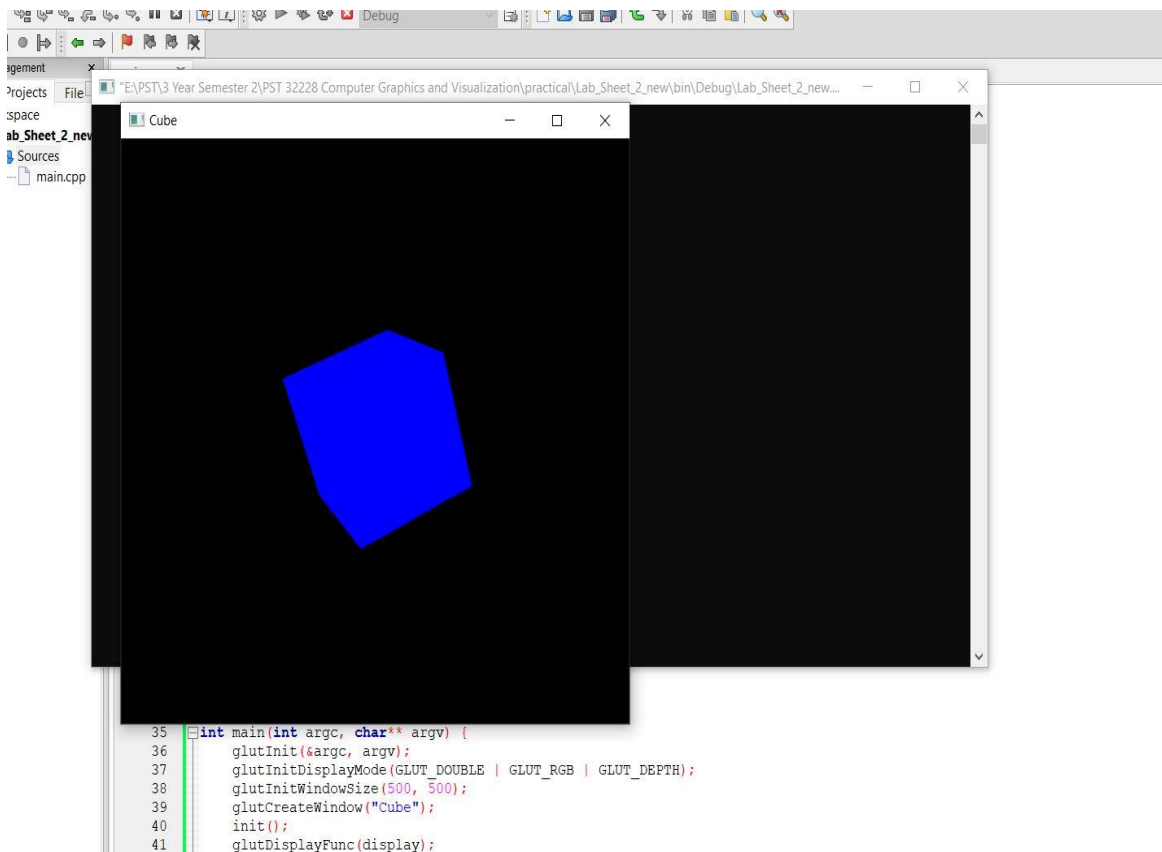 Debug
agement
Projects File
"E:\PST\3 Year Semester 2\PST 32228 Computer Graphics and Visualization\practical\Lab_Sheet_2_new\bin\Debug\Lab_Sheet_2_new....
Cube
kspace
ab_Sheet_2_new
Sources
main.cpp
35 int main(int argc, char** argv) {
36 glutInit(&argc, argv);
37 glutInitDisplayMode(GLUT_DOUBLE | GLUT_RGB | GLUT_DEPTH);
38 glutInitWindowSize(500, 500);
39 glutCreateWindow("Cube");
40 init();
41 glutDisplayFunc(display);